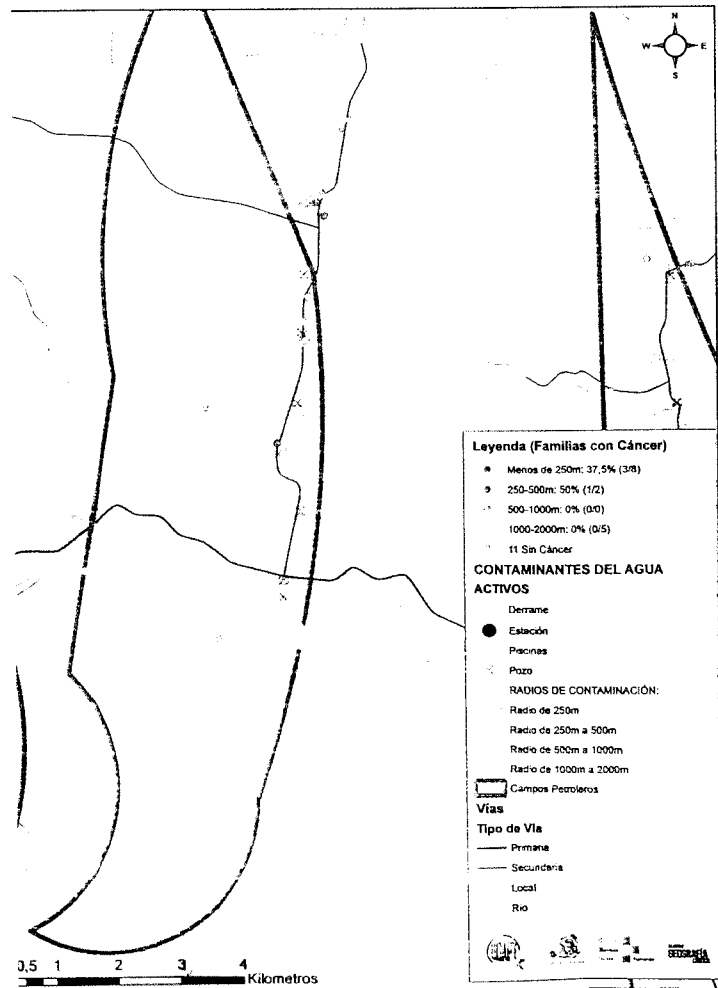 N
W E
S
Leyenda (Familias con Cáncer)
Menos de 250m: 37,5% (3/8)
250-500m: 50% (1/2)
500-1000m: 0% (0/0)
1000-2000m: 0% (0/5)
11 Sin Cáncer
CONTAMINANTES DEL AGUA
ACTIVOS
Derrame
Estación
Piscinas
Pozo
RADIOS DE CONTAMINACIÓN:
Radio de 250m
Radio de 250m a 500m
Radio de 500m a 1000m
Radio de 1000m a 2000m
Campos Petroleros
Vías
Tipo de Vía
Primaria
Secundaria
Local
Rio
GEOGRAFÍA
0,5 1 2 3 4
Kilometros